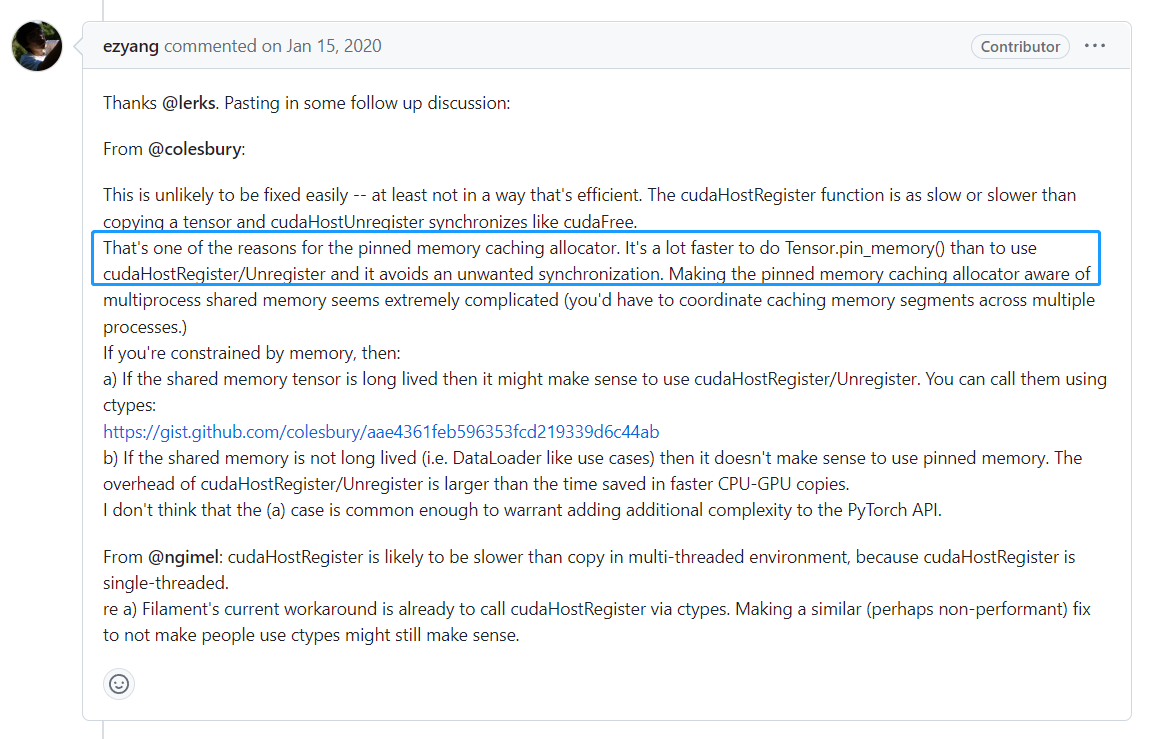 ezyang commented on Jan 15, 2020
Contributor
Thanks @lerks. Pasting in some follow up discussion:
From @colesbury:
This is unlikely to be fixed easily -- at least not in a way that's efficient. The cudaHostRegister function is as slow or slower than
copying a tensor and cudaHostUnregister synchronizes like cudaFree.
That's one of the reasons for the pinned memory caching allocator. It's a lot faster to do Tensor.pin_memory() than to use
cudaHostRegister/Unregister and it avoids an unwanted synchronization. Making the pinned memory caching allocator aware of
multiprocess shared memory seems extremely complicated (you'd have to coordinate caching memory segments across multiple
processes.)
If you're constrained by memory, then:
a) If the shared memory tensor is long lived then it might make sense to use cudaHostRegister/Unregister. You can call them using
ctypes:
https://gist.github.com/colesbury/aae4361feb596353fcd219339d6c44ab
b) If the shared memory is not long lived (i.e. DataLoader like use cases) then it doesn't make sense to use pinned memory. The
overhead of cudaHostRegister/Unregister is larger than the time saved in faster CPU-GPU copies.
I don't think that the (a) case is common enough to warrant adding additional complexity to the PyTorch API.
From @ngimel: cudaHostRegister is likely to be slower than copy in multi-threaded environment, because cudaHostRegister is
single-threaded.
re a) Filament's current workaround is already to call cudaHostRegister via ctypes. Making a similar (perhaps non-performant) fix
to not make people use ctypes might still make sense.